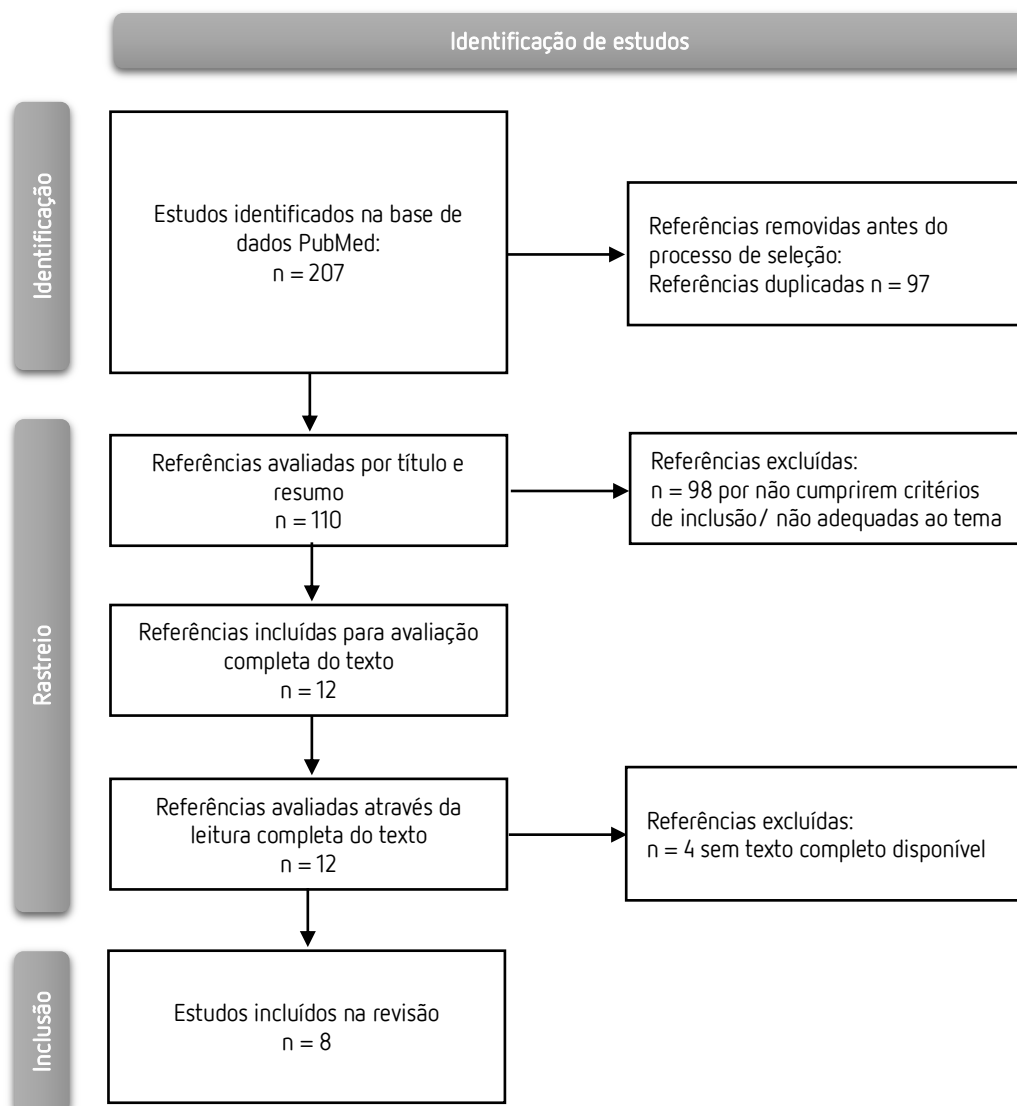 Identificação de estudos
Identificação
Estudos identificados na base de
dados PubMed:
n = 207
Referências removidas antes do
processo de seleção:
Referências duplicadas n = 97
Rastreio
Referências avaliadas por título e
resumo
n = 110
Referências excluídas:
n = 98 por não cumprirem critérios
de inclusão/ não adequadas ao tema
Referências incluídas para avaliação
completa do texto
n = 12
Referências avaliadas através da
leitura completa do texto
n = 12
Referências excluídas:
n = 4 sem texto completo disponível
Inclusão
Estudos incluídos na revisão
n = 8